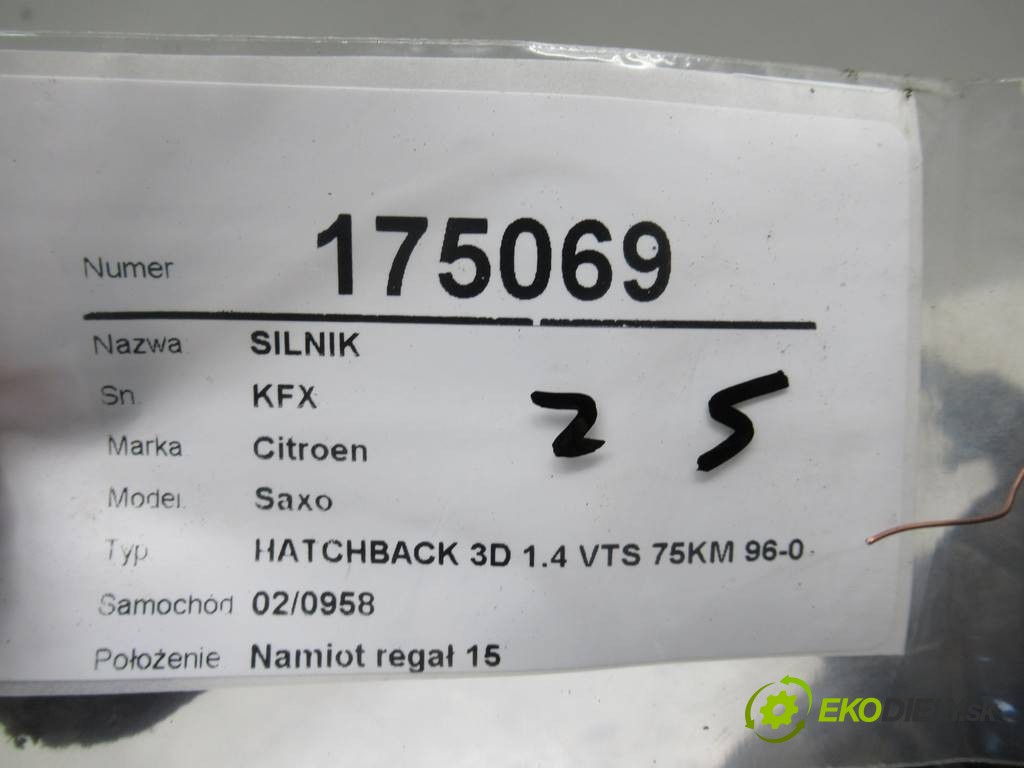 Numer 175069
Nazwa SILNIK
Sn. KFX
Marka Citroen
Model Saxo
Typ HATCHBACK 3D 1.4 VTS 75KM 96-0
Samochód 02/0958
Położenie Namiot regał 15
2 5
EKODIELY.sk